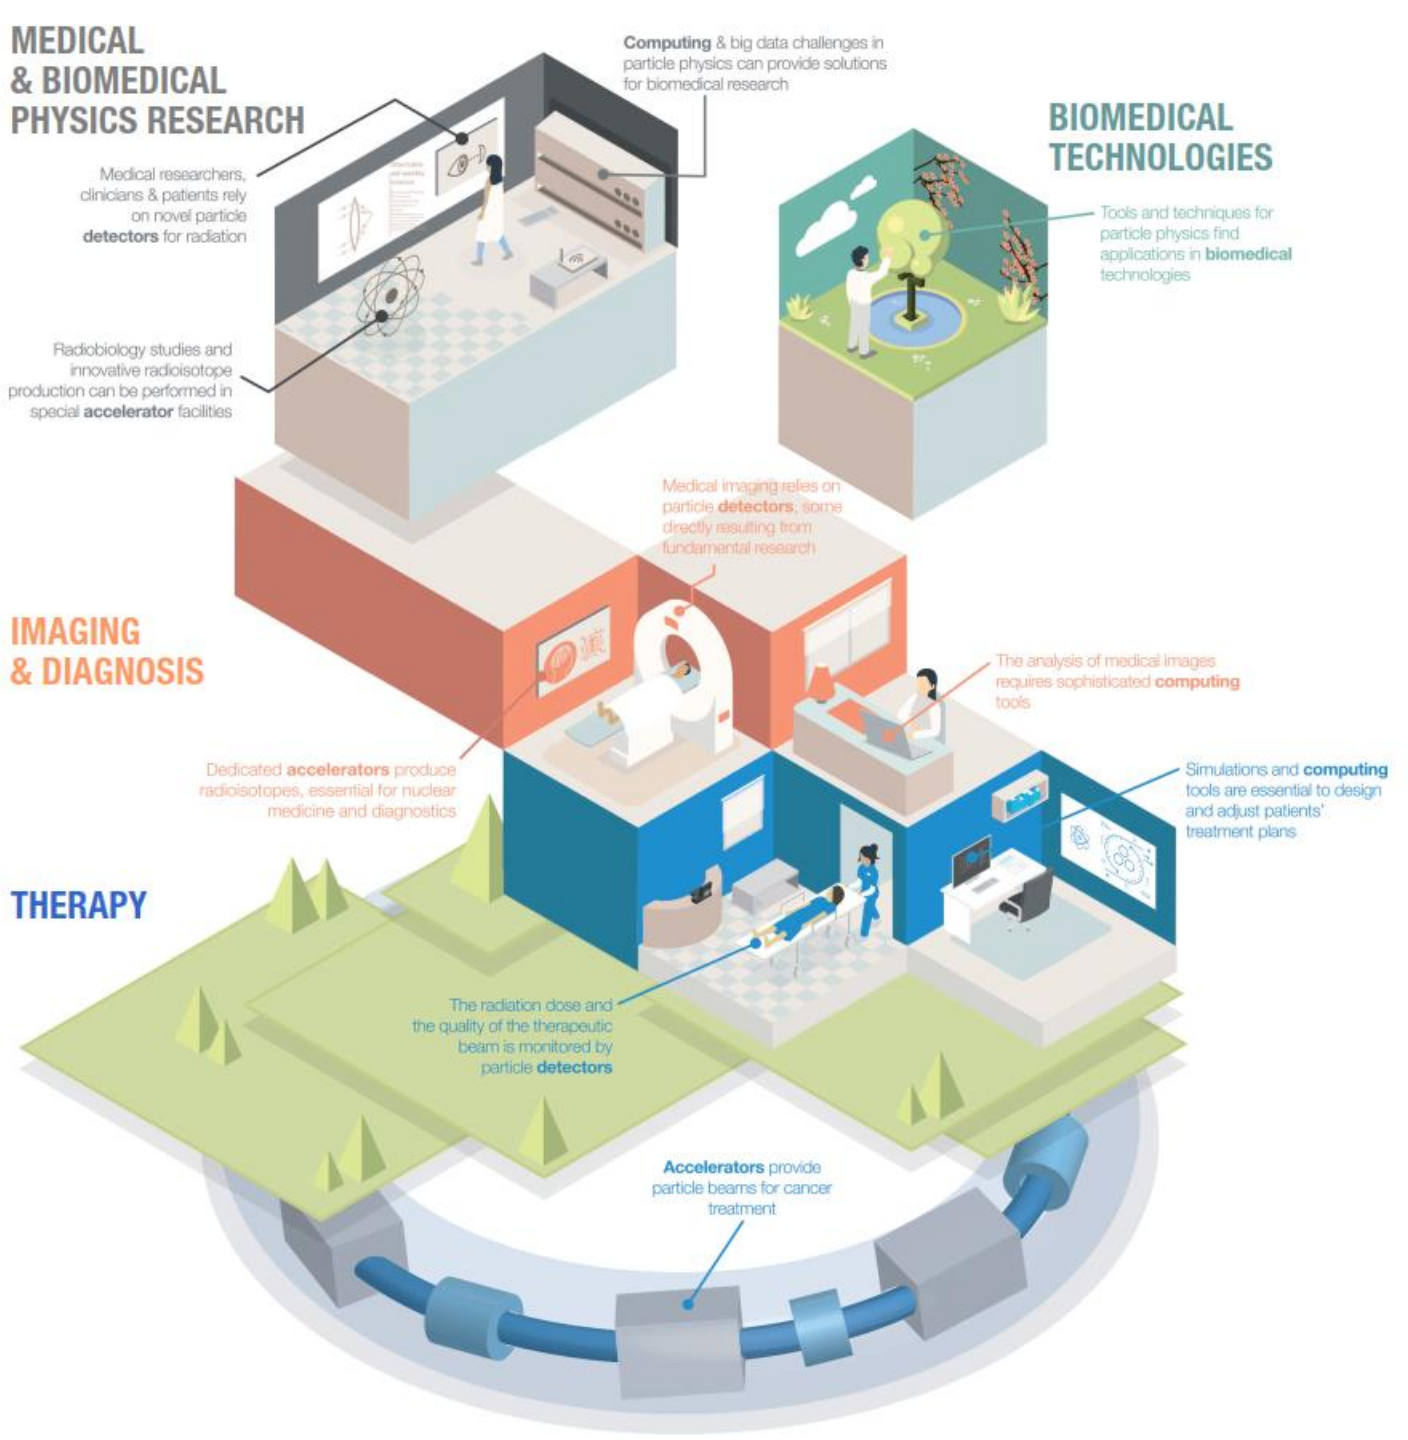 MEDICAL
& BIOMEDICAL
PHYSICS RESEARCH
Computing & big data challenges in
particle physics can provide solutions
for biomedical research
BIOMEDICAL
TECHNOLOGIES
Medical researchers,
clinicians & patients rely
on novel particle
detectors for radiation
Tools and techniques for
particle physics find
applications in biomedical
technologies
Radiobiology studies and
innovative radioisotope
production can be performed in
special accelerator facilities
Medical imaging relies on
particle detectors, some
directly resulting from
fundamental research
IMAGING
& DIAGNOSIS
The analysis of medical images
requires sophisticated computing
tools
Dedicated accelerators produce
radioisotopes, essential for nuclear
medicine and diagnostics
Simulations and computing
tools are essential to design
and adjust patients'
treatment plans
THERAPY
The radiation dose and
the quality of the therapeutic
beam is monitored by
particle detectors
Accelerators provide
particle beams for cancer
treatment